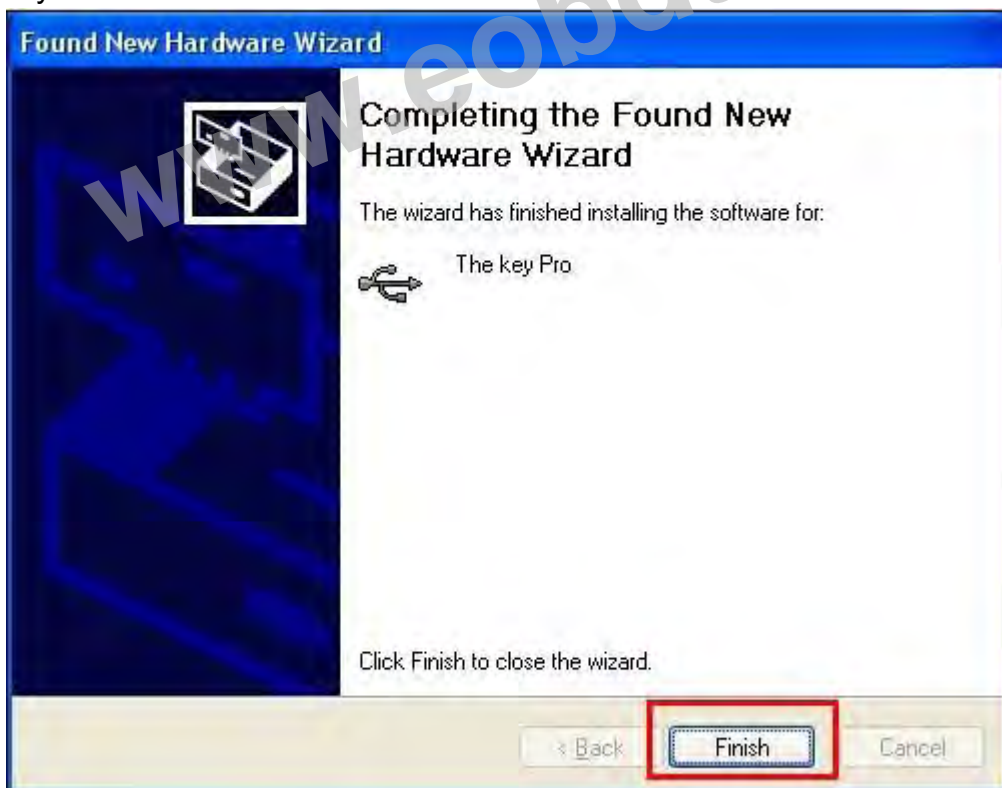 Found New Hardware Wizard
Completing the Found New
Hardware Wizard
The wizard has finished installing the software for:
The key Pro
Click Finish to close the wizard.
< Back
Finish
Cancel